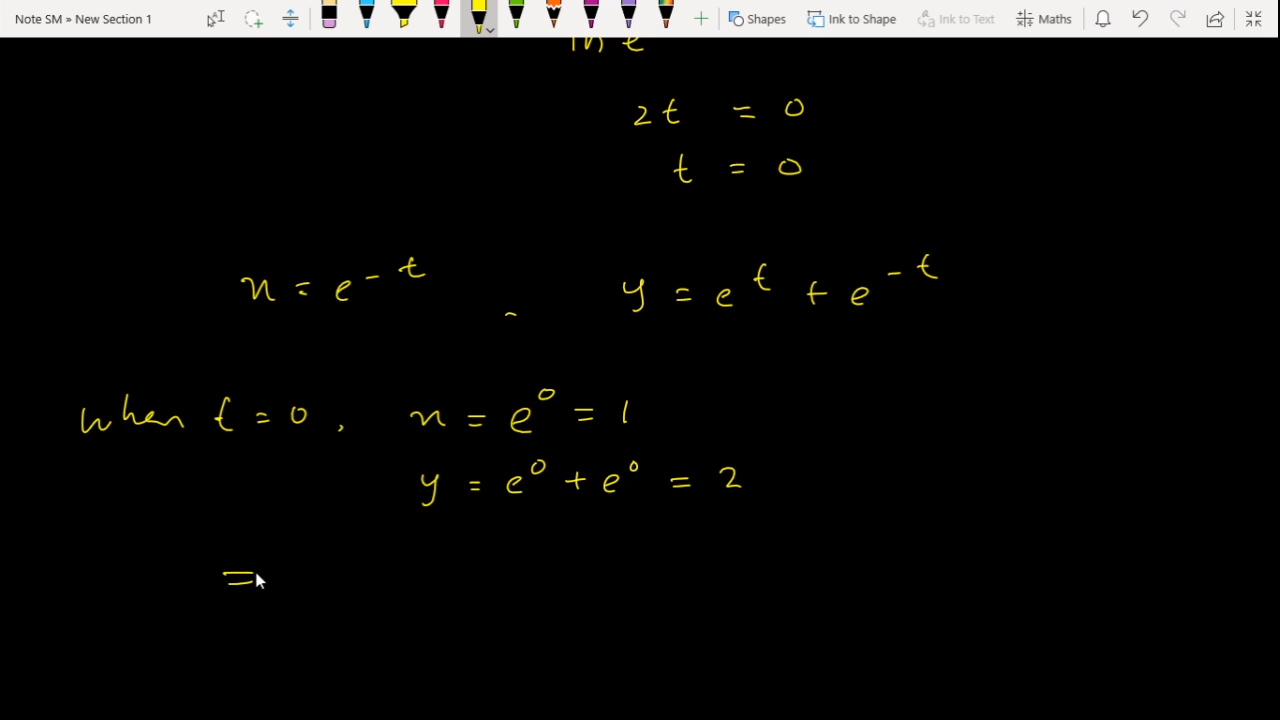 Note SM » New Section 1
Shapes
Ink to Shape
Ink to Text
Maths
ln e
2t = 0
t = 0
x = e^{-t}
y = e^{t} + e^{-t}
when t = 0, x = e^{0} = 1
y = e^{0} + e^{0} = 2
=